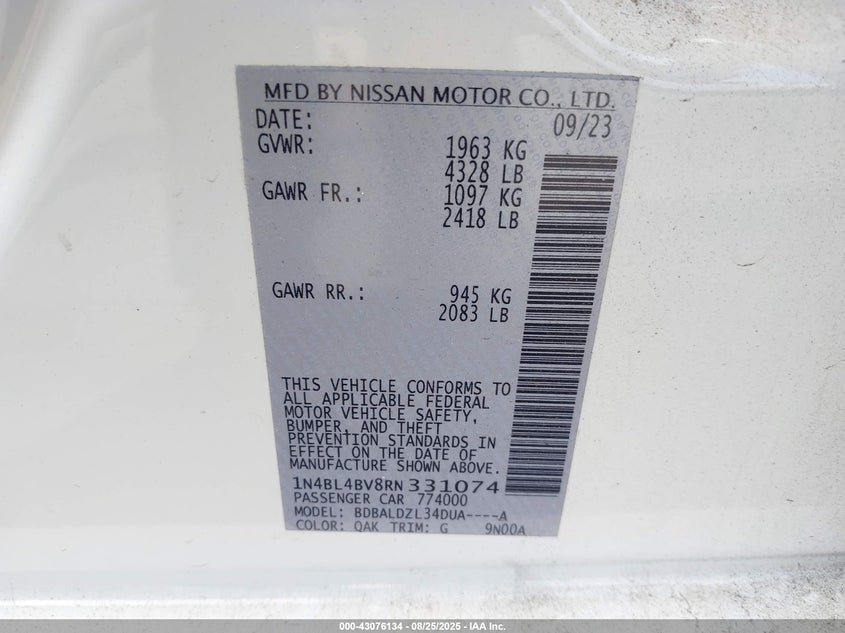 MFD BY NISSAN MOTOR CO., LTD.
DATE: 09/23
GVWR: 1963 KG
4328 LB
GAWR FR.: 1097 KG
2418 LB
GAWR RR.: 945 KG
2083 LB
THIS VEHICLE CONFORMS TO
ALL APPLICABLE FEDERAL
MOTOR VEHICLE SAFETY,
BUMPER, AND THEFT
PREVENTION STANDARDS IN
EFFECT ON THE DATE OF
MANUFACTURE SHOWN ABOVE.
1N4BL4BV8RN331074
PASSENGER CAR 774000
MODEL: BDBALDZL34DUA----A
COLOR: QAK TRIM: G 9N00A
000-43076134 - 08/25/2025 - IAA Inc.